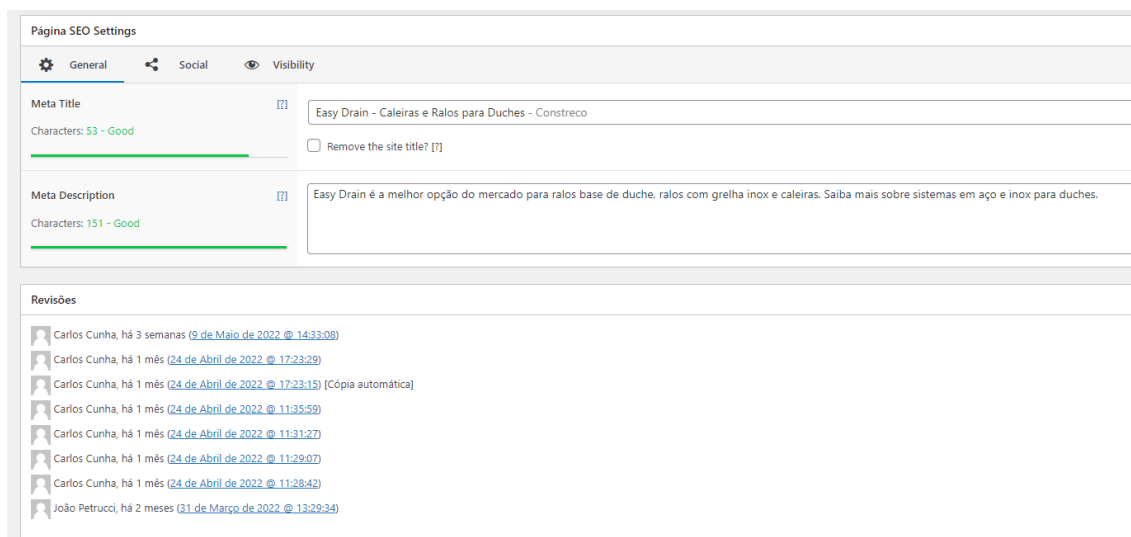 Página SEO Settings
General Social Visibility
Meta Title [?]
Easy Drain - Caleiras e Ralos para Duches - Constreco
Characters: 53 - Good
Remove the site title? [?]
Meta Description [?]
Easy Drain é a melhor opção do mercado para ralos base de duche, ralos com grelha inox e caleiras. Saiba mais sobre sistemas em aço e inox para duches.
Characters: 151 - Good
Revisões
Carlos Cunha, há 3 semanas (9 de Maio de 2022 @ 14:33:08)
Carlos Cunha, há 1 mês (24 de Abril de 2022 @ 17:23:29)
Carlos Cunha, há 1 mês (24 de Abril de 2022 @ 17:23:15) [Cópia automática]
Carlos Cunha, há 1 mês (24 de Abril de 2022 @ 11:35:59)
Carlos Cunha, há 1 mês (24 de Abril de 2022 @ 11:31:27)
Carlos Cunha, há 1 mês (24 de Abril de 2022 @ 11:29:07)
Carlos Cunha, há 1 mês (24 de Abril de 2022 @ 11:28:42)
João Petrucci, há 2 meses (31 de Março de 2022 @ 13:29:34)